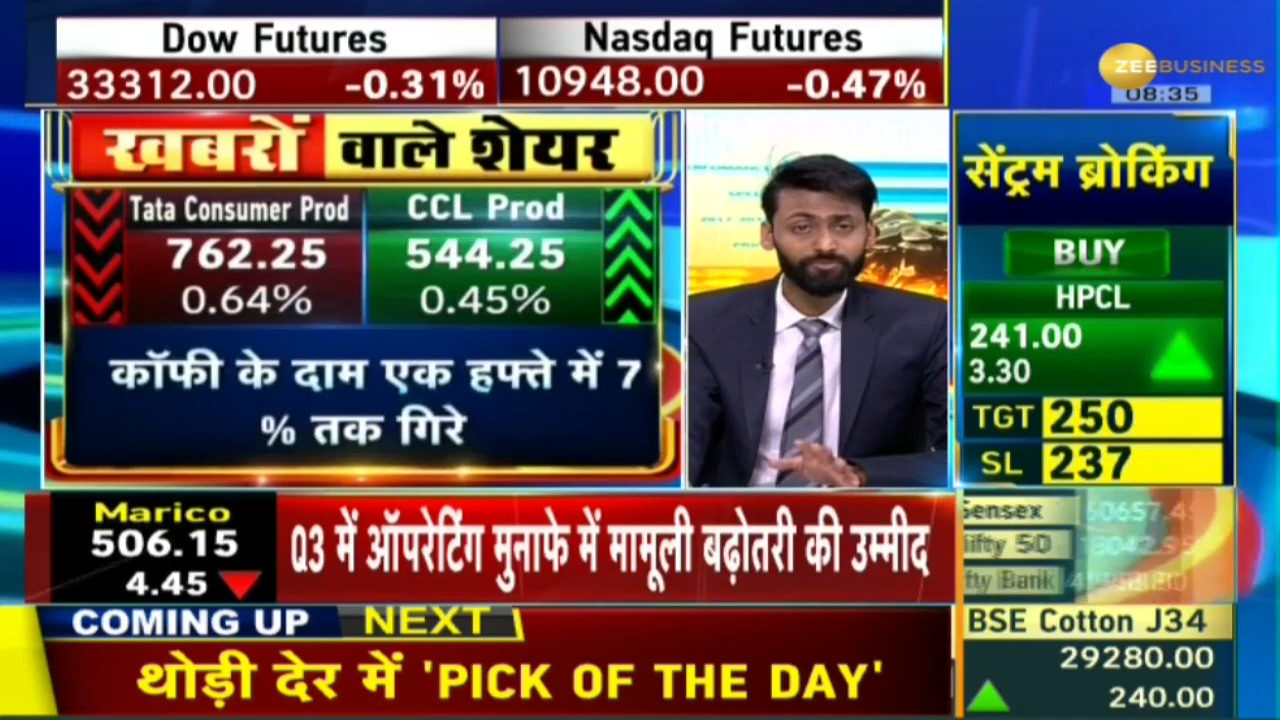 Dow Futures
33312.00 -0.31%
Nasdaq Futures
10948.00 -0.47%
ZEEBUSINESS
08:35
खबरों वाले शेयर
Tata Consumer Prod
762.25
0.64%
CCL Prod
544.25
0.45%
कॉफी के दाम एक हफ्ते में 7
% तक गिरे
सेंट्रम ब्रोकिंग
BUY
HPCL
241.00
3.30
TGT 250
SL 237
Marico
506.15
4.45
Q3 में ऑपरेटिंग मुनाफे में मामूली बढ़ोतरी की उम्मीद
Sensex
Nifty 50
Bank
BSE Cotton J34
29280.00
240.00
COMING UP NEXT
थोड़ी देर में 'PICK OF THE DAY'